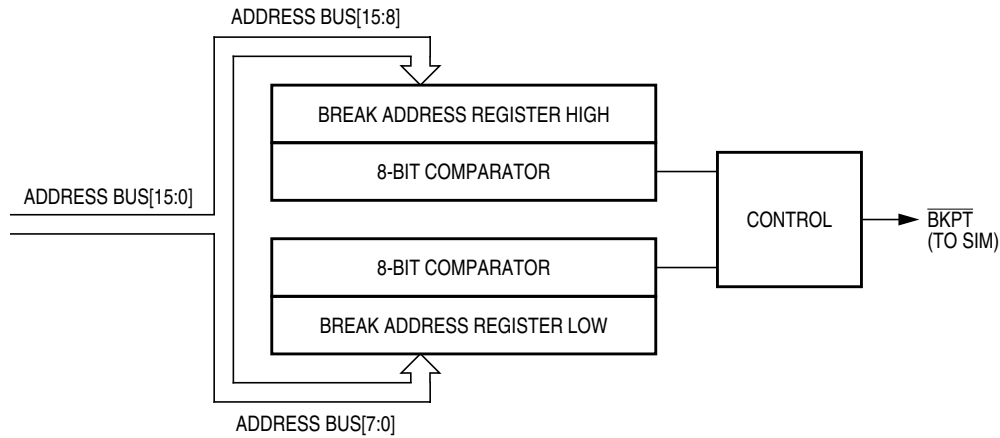 ADDRESS BUS[15:8]
BREAK ADDRESS REGISTER HIGH
8-BIT COMPARATOR
ADDRESS BUS[15:0]
CONTROL
BKPT
(TO SIM)
8-BIT COMPARATOR
BREAK ADDRESS REGISTER LOW
ADDRESS BUS[7:0]